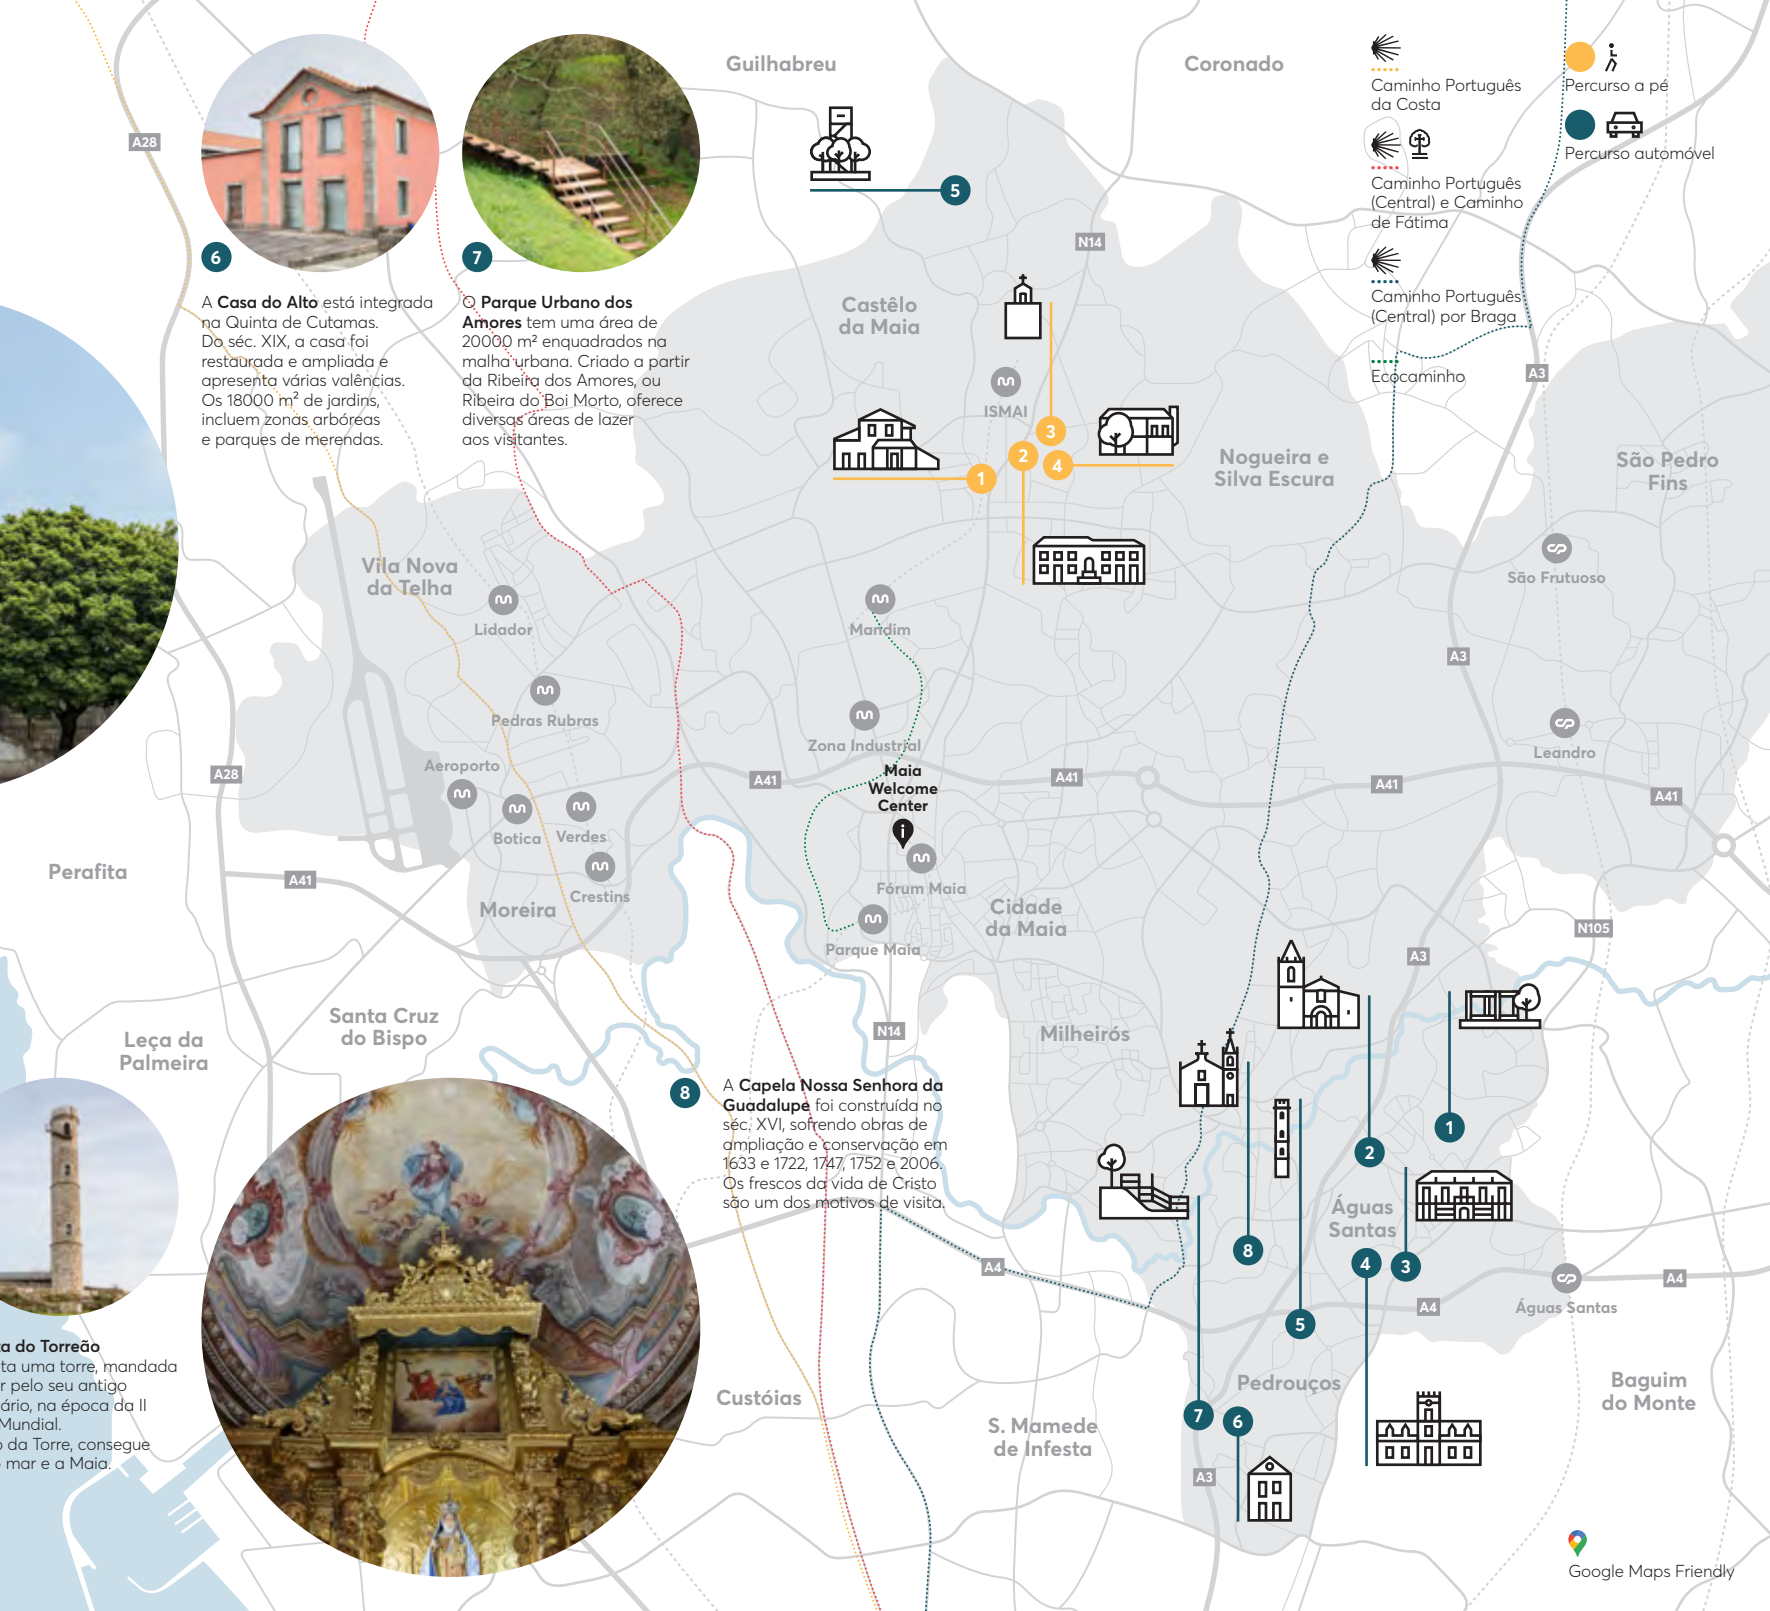 Guilhabreu
Coronado
Caminho Português
da Costa
Caminho Português
(Central) e Caminho
de Fátima
Caminho Português
(Central) por Braga
Ecocaminho
Percurso a pé
Percurso automóvel
A28
6
7
5
N14
A Casa do Alto está integrada
na Quinta de Cutamas.
Do séc. XIX, a casa foi
restaurada e ampliada e
apresenta várias valências.
Os 18000 m² de jardins,
incluem zonas arbóreas
e parques de merendas.
O Parque Urbano dos
Amores tem uma área de
20000 m² enquadrados na
malha urbana. Criado a partir
da Ribeira dos Amores, ou
Ribeira do Boi Morto, oferece
diversas áreas de lazer
aos visitantes.
Castêlo
da Maia
ISMAI
3
2
4
1
A3
Nogueira e
Silva Escura
São Pedro
Fins
São Frutuoso
Vila Nova
da Telha
Lidador
Mandim
A3
Pedras Rubras
Zona Industrial
Leandro
Aeroporto
A28
A41
Maia
Welcome
Center
i
A41
A41
A41
Botica
Verdes
Crestins
Perafita
A41
Moreira
Fórum Maia
Cidade
da Maia
Parque Maia
N105
A3
Santa Cruz
do Bispo
Leça da
Palmeira
N14
Milheirós
8
A Capela Nossa Senhora da
Guadalupe foi construída no
séc. XVI, sofrendo obras de
ampliação e conservação em
1633 e 1722, 1747, 1752 e 2006.
Os frescos da vida de Cristo
são um dos motivos de visita.
1
2
Águas
Santas
8
4
3
A4
A4
A4
Águas Santas
5
ta do Torreão
ta uma torre, mandada
r pelo seu antigo
ário, na época da II
Mundial.
o da Torre, consegue
mar e a Maia.
Custóias
S. Mamede
de Infesta
Pedrouços
Baguim
do Monte
7
6
A3
Google Maps Friendly